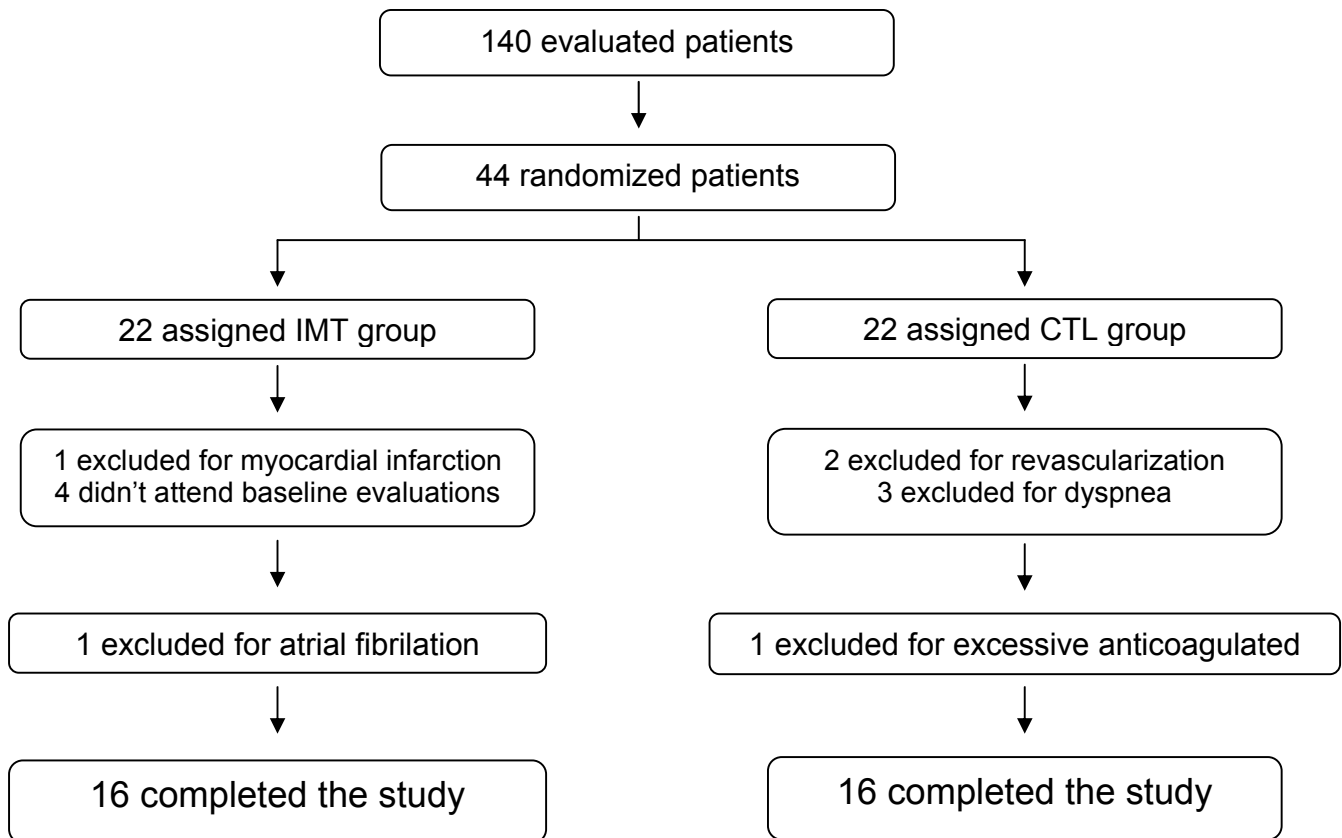 140 evaluated patients
44 randomized patients
22 assigned IMT group
22 assigned CTL group
1 excluded for myocardial infarction
4 didn’t attend baseline evaluations
2 excluded for revascularization
3 excluded for dyspnea
1 excluded for atrial fibrilation
1 excluded for excessive anticoagulated
16 completed the study
16 completed the study